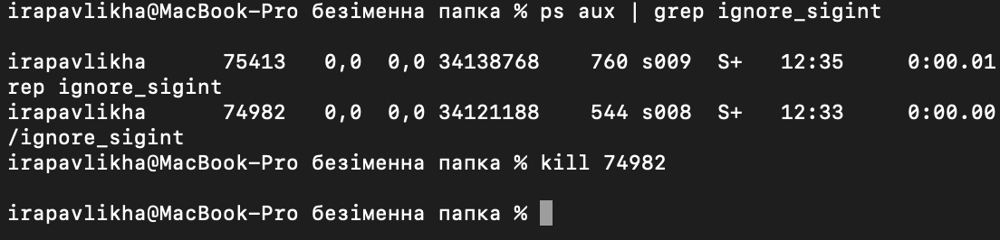 irapavlikha@MacBook-Pro безіменна папка % ps aux | grep ignore_sigint
irapavlikha 75413 0,0 0,0 34138768 760 s009 S+ 12:35 0:00.01
rep ignore_sigint
irapavlikha 74982 0,0 0,0 34121188 544 s008 S+ 12:33 0:00.00
/ignore_sigint
irapavlikha@MacBook-Pro безіменна папка % kill 74982
irapavlikha@MacBook-Pro безіменна папка %